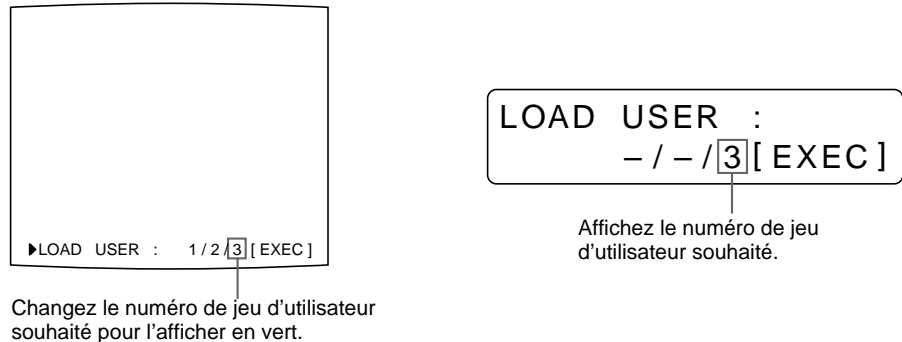 ▶LOAD USER : 1/2/3[EXEC]
Changez le numéro de jeu d'utilisateur
souhaité pour l'afficher en vert.
LOAD USER :
–/–/3[EXEC]
Affichez le numéro de jeu
d'utilisateur souhaité.